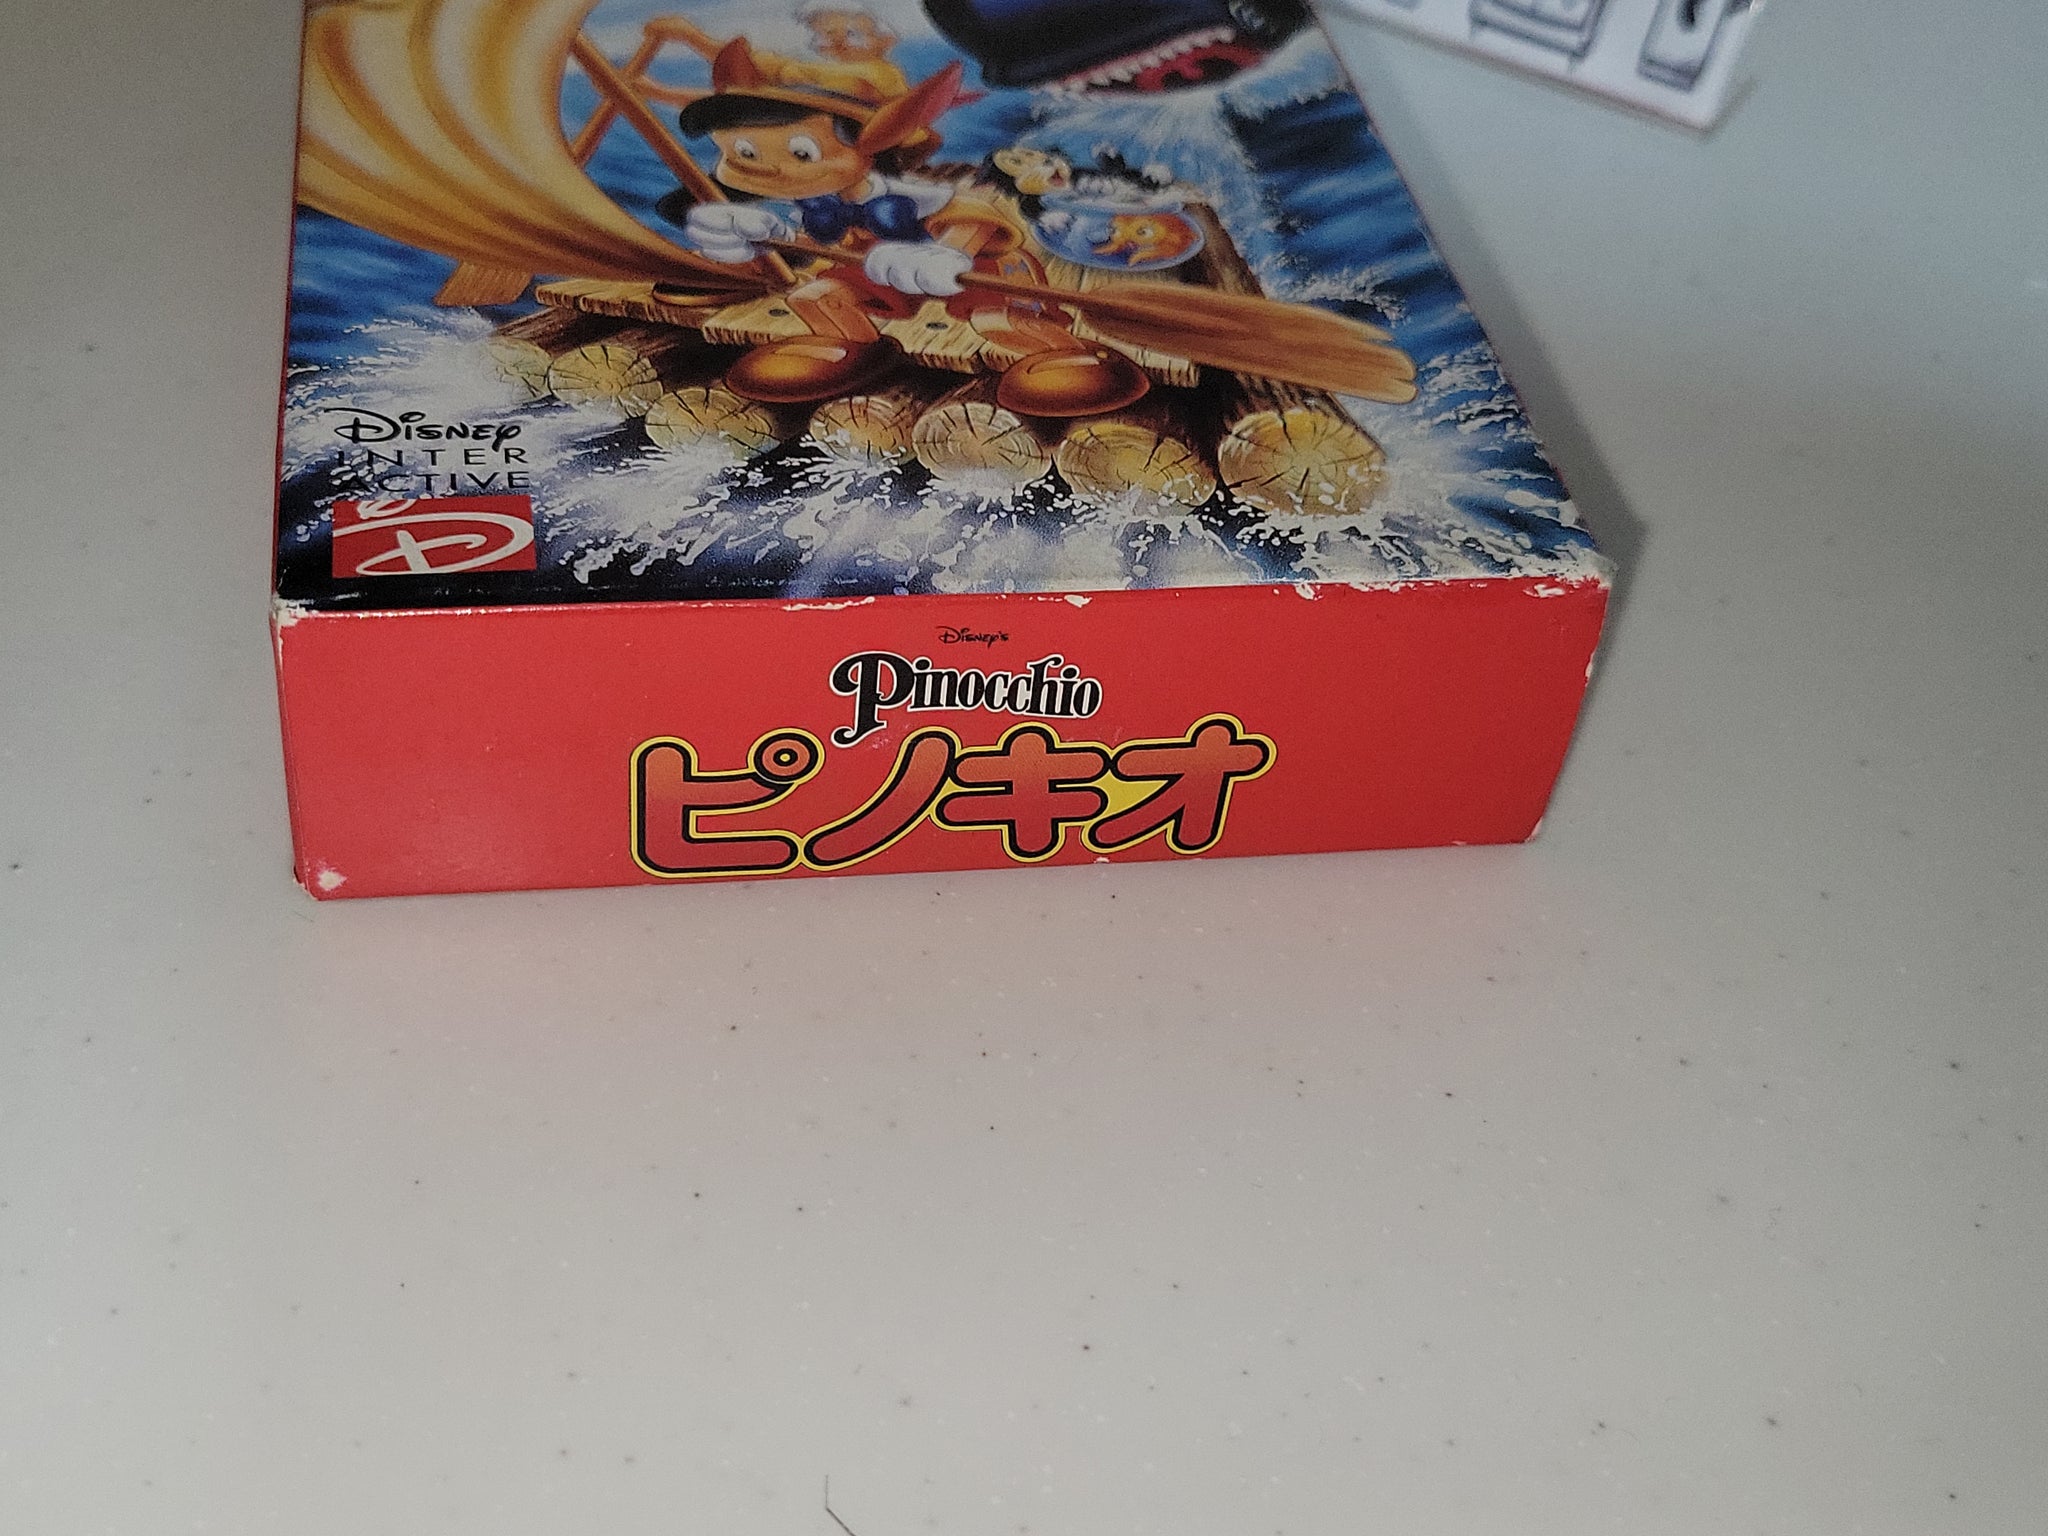 Disney
INTER
ACTIVE
D
Disney's
Pinocchio
ピノキオ